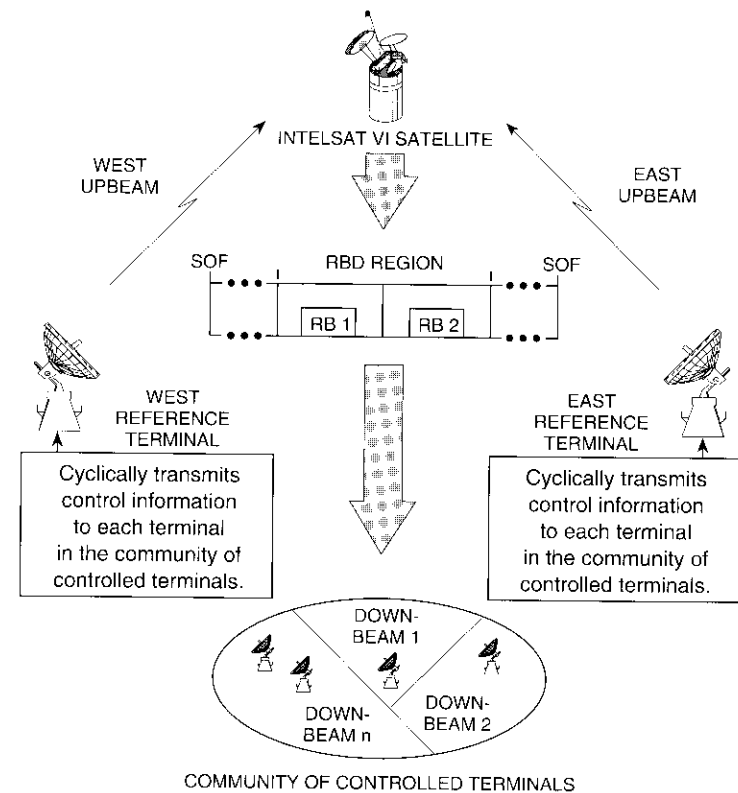 INTELSAT VI SATELLITE
WEST
UPBEAM
EAST
UPBEAM
SOF
RBD REGION
SOF
RB 1
RB 2
WEST
REFERENCE
TERMINAL
EAST
REFERENCE
TERMINAL
Cyclically transmits
control information
to each terminal
in the community of
controlled terminals.
Cyclically transmits
control information
to each terminal
in the community of
controlled terminals.
DOWN-
BEAM 1
DOWN-
BEAM n
DOWN-
BEAM 2
COMMUNITY OF CONTROLLED TERMINALS